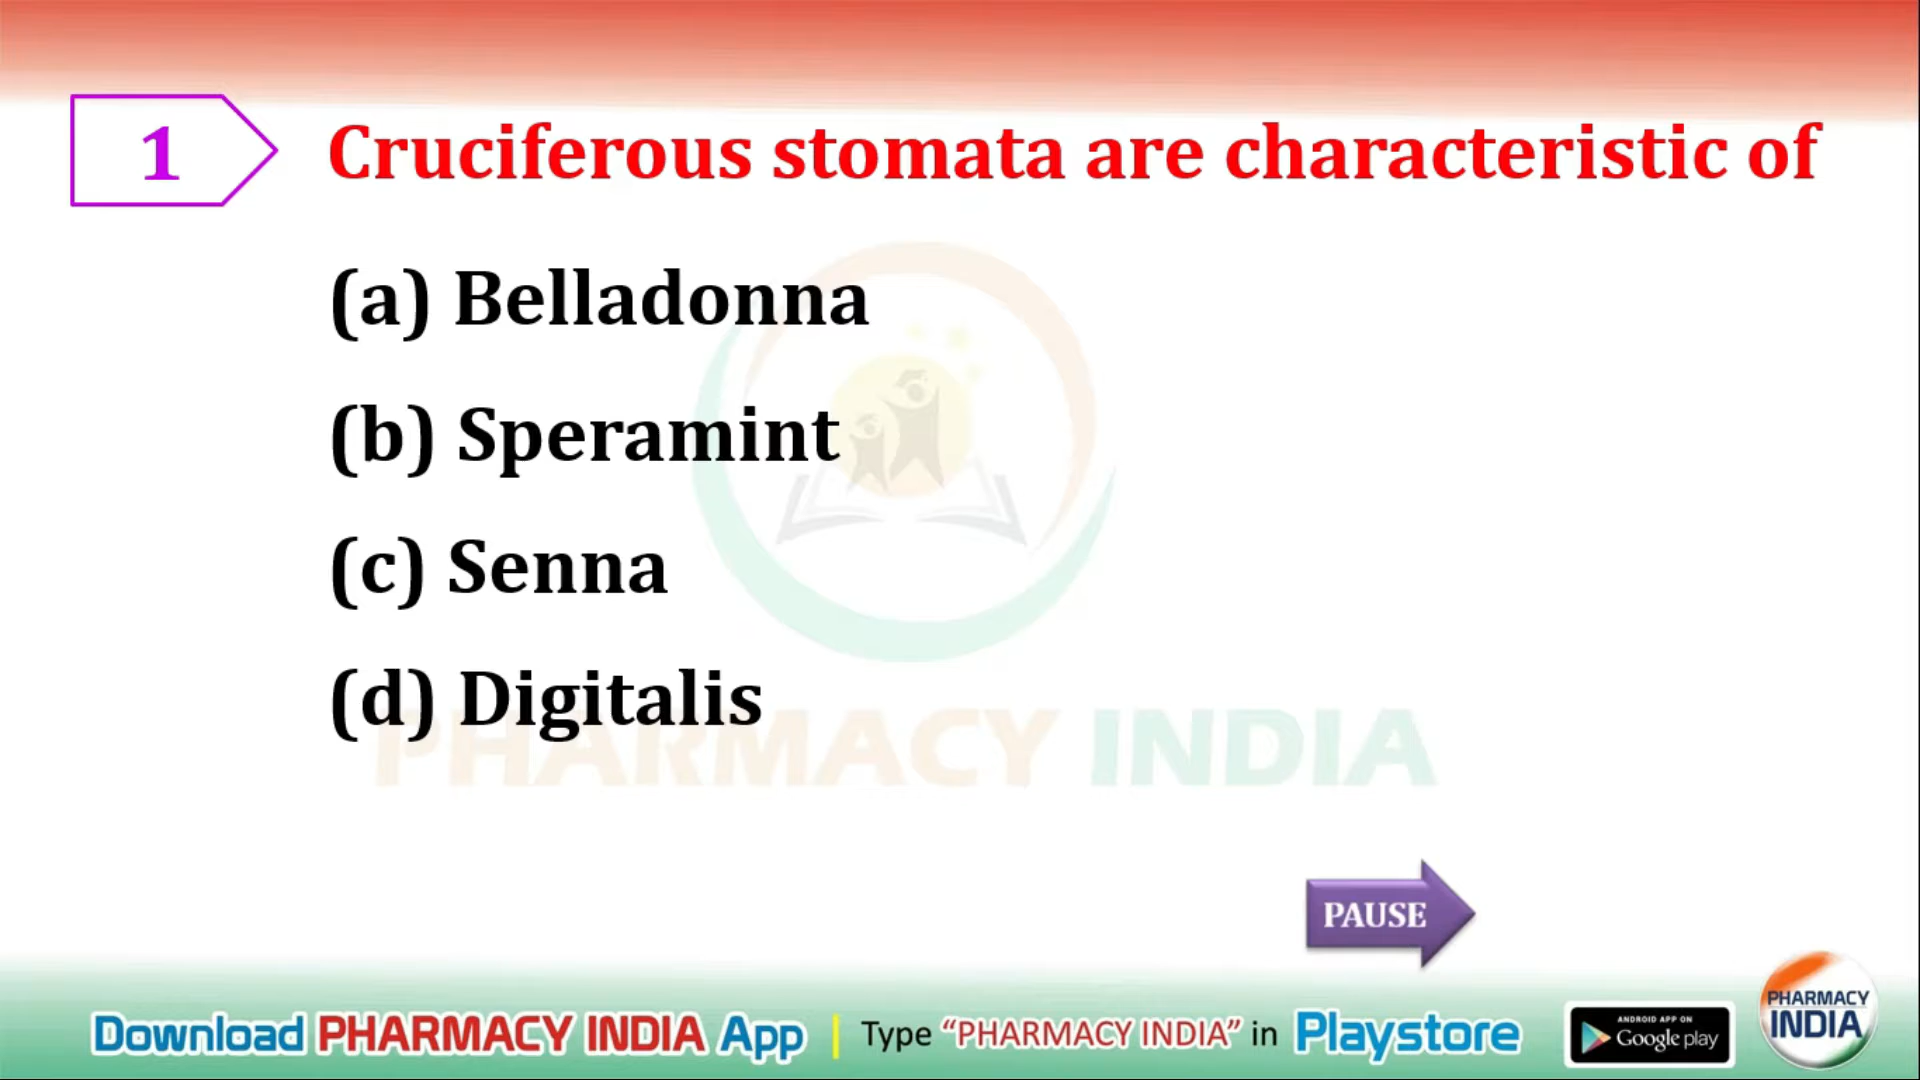 1
Cruciferous stomata are characteristic of
(a) Belladonna
(b) Speramint
(c) Senna
(d) Digitalis
PHARMACY INDIA
PAUSE
Download PHARMACY INDIA App | Type “PHARMACY INDIA” in Playstore
ANDROID APP ON
Google play
PHARMACY
INDIA